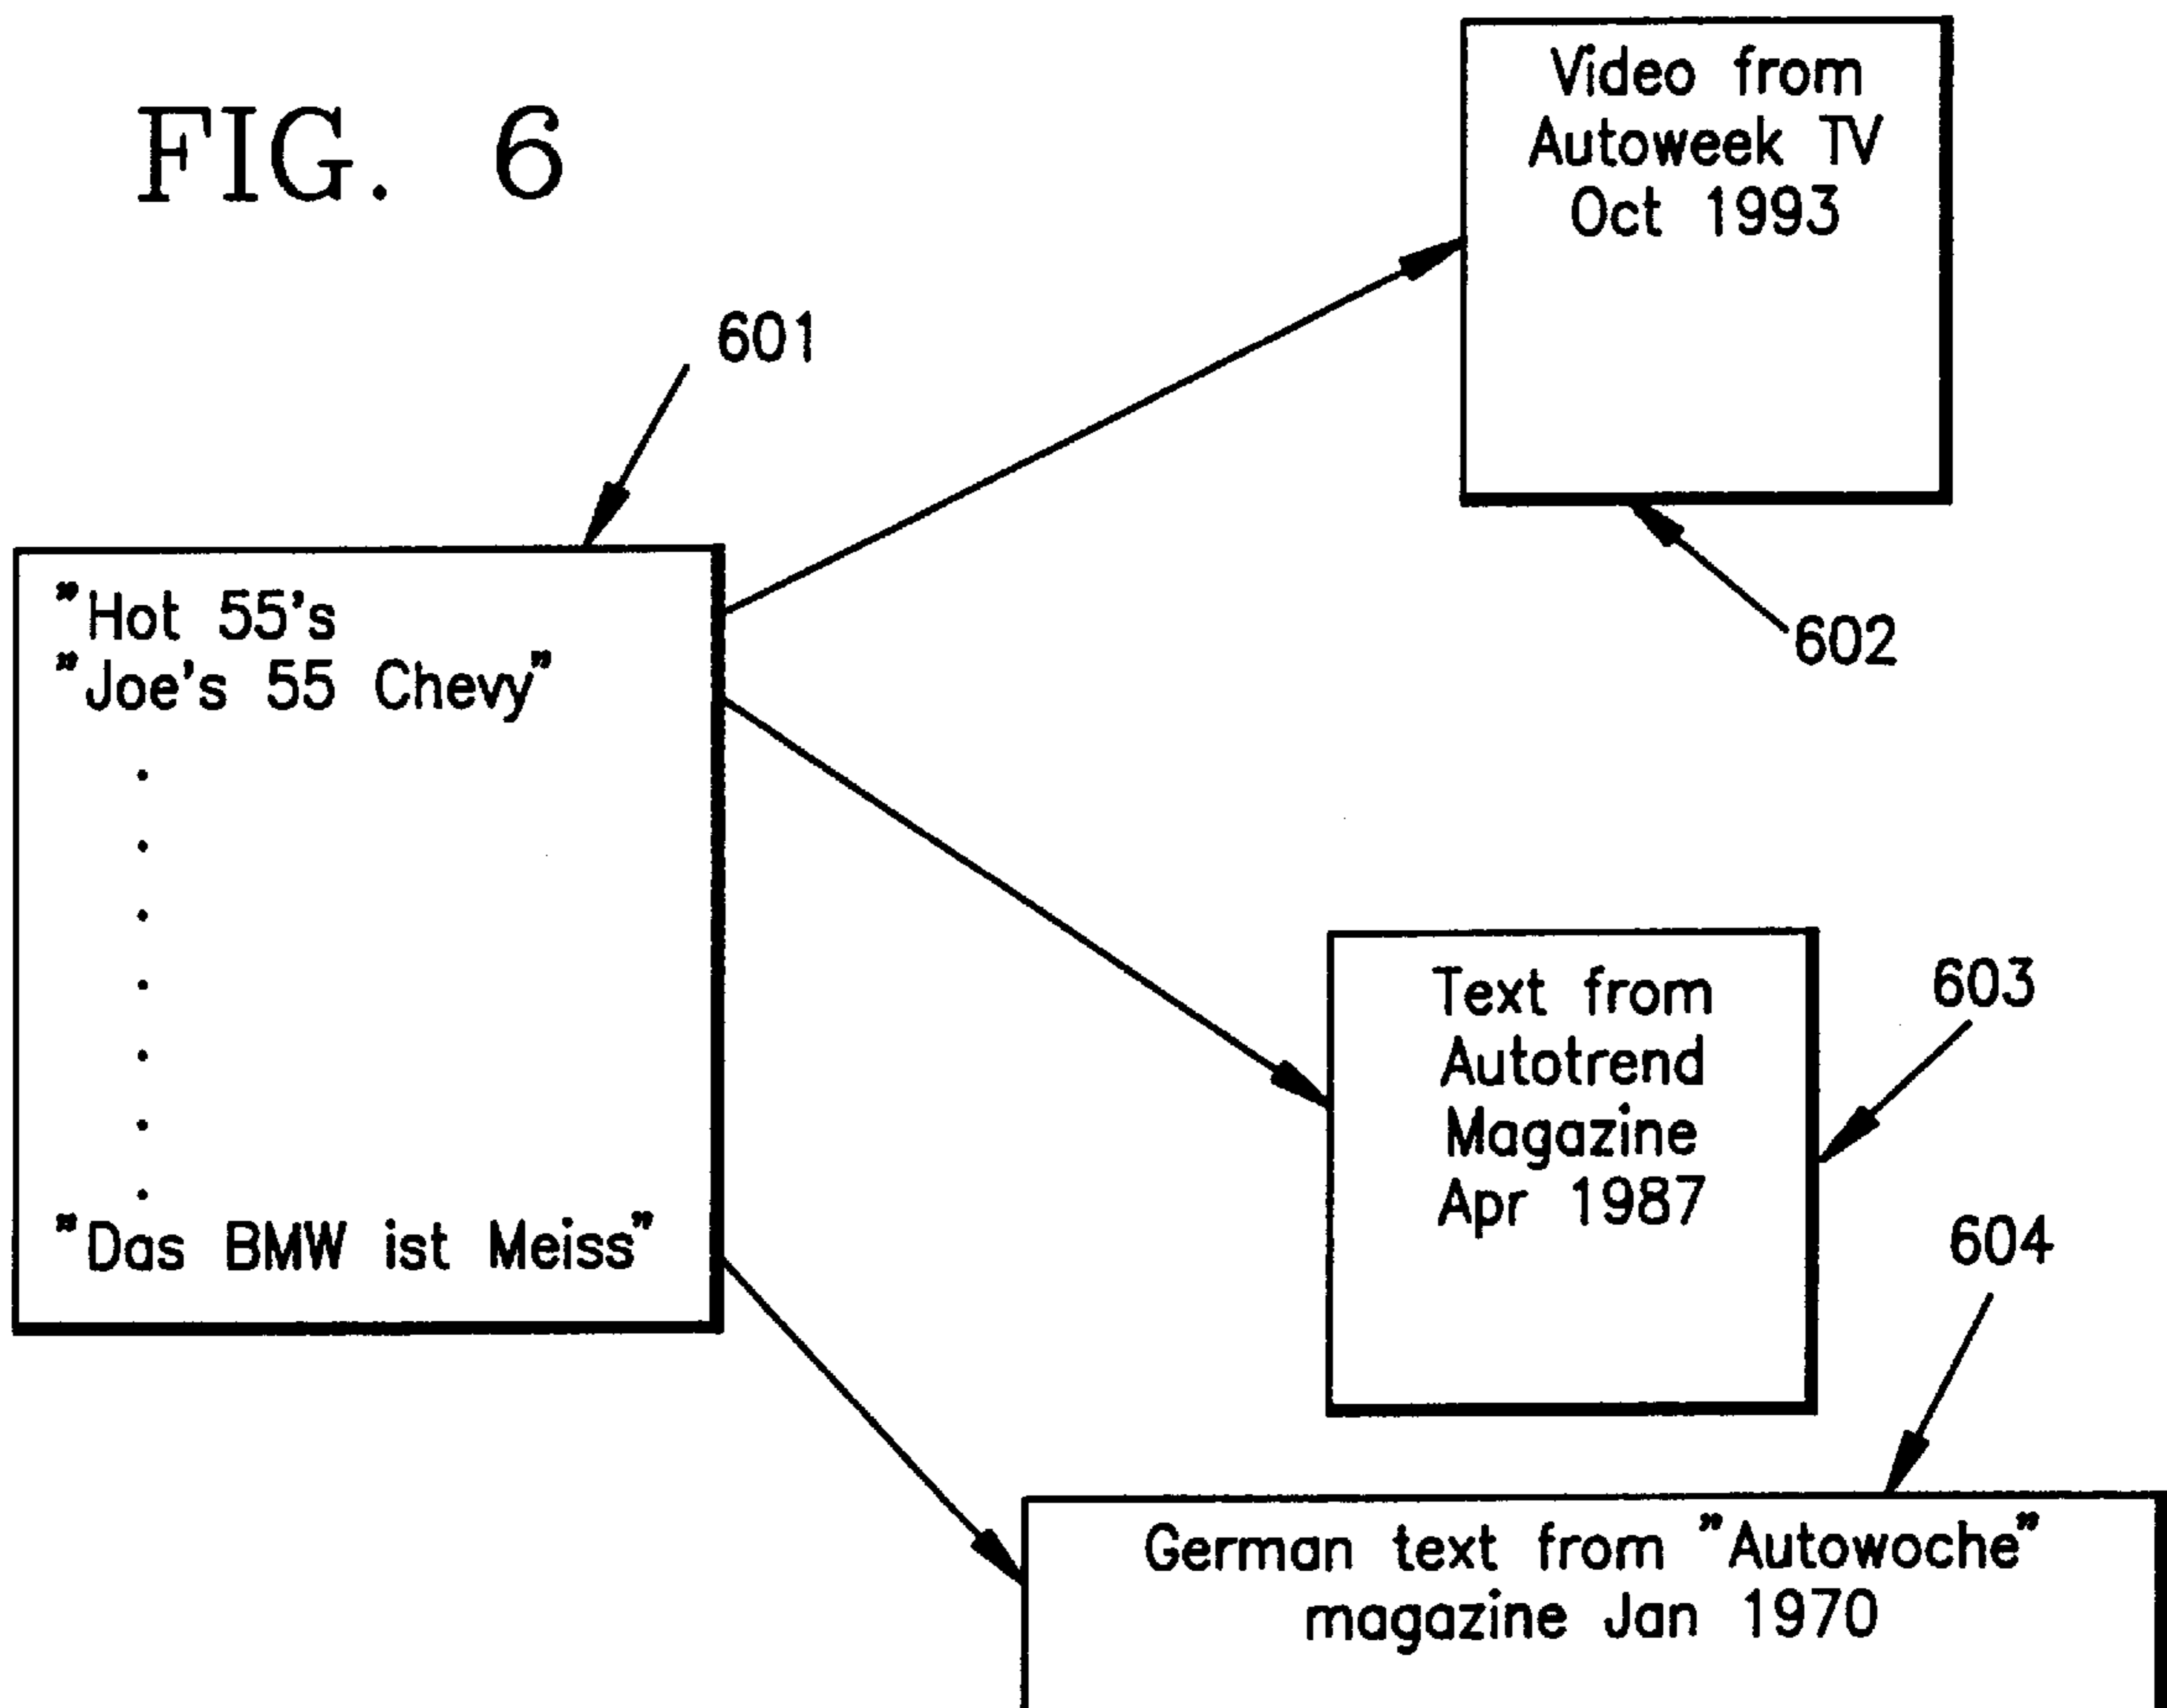 FIG. 6
Video from
Autoweek TV
Oct 1993
601
"Hot 55's
"Joe's 55 Chevy"
.
.
.
.
.
.
.
"Das BMW ist Meiss"
602
Text from
Autotrend
Magazine
Apr 1987
603
604
German text from "Autowoche"
magazine Jan 1970